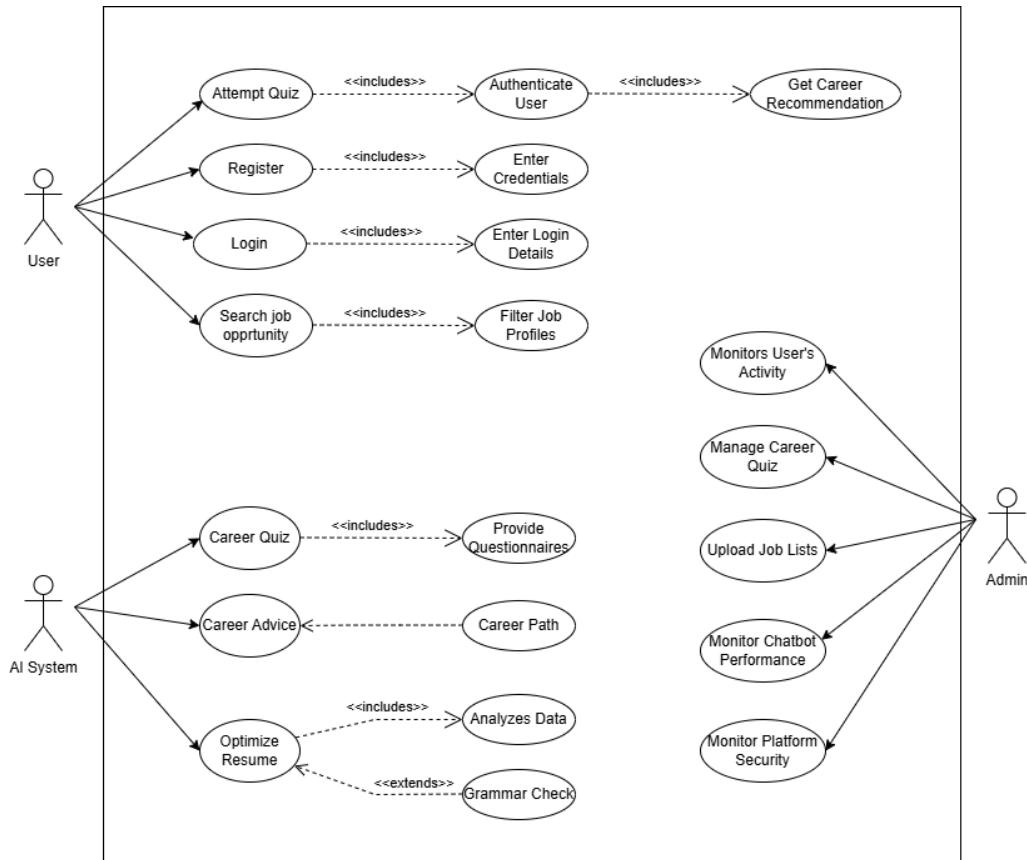 Attempt Quiz
<<includes>>
Authenticate
User
<<includes>>
Get Career
Recommendation
Register
<<includes>>
Enter
Credentials
User
Login
<<includes>>
Enter Login
Details
Search job
opprtunity
<<includes>>
Filter Job
Profiles
Monitors User's
Activity
Manage Career
Quiz
Upload Job Lists
Monitor Chatbot
Performance
Monitor Platform
Security
Admin
Career Quiz
<<includes>>
Provide
Questionnaires
AI System
Career Advice
Career Path
Optimize
Resume
<<includes>>
Analyzes Data
<<extends>>
Grammar Check